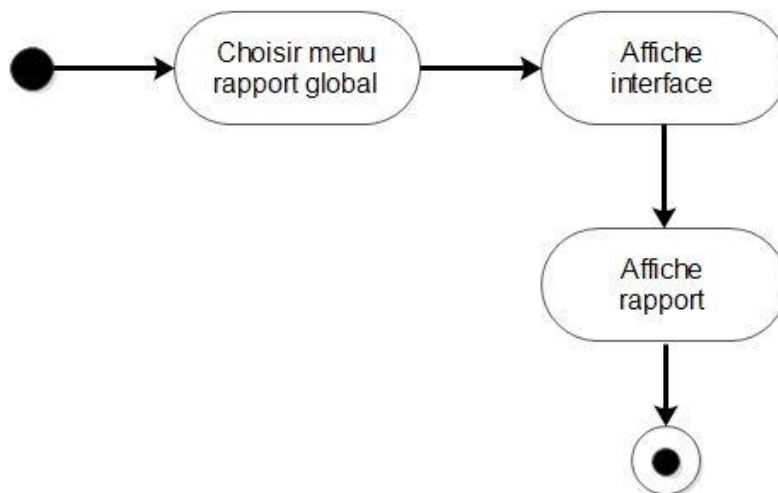 Choisir menu
rapport global
Affiche
interface
Affiche
rapport